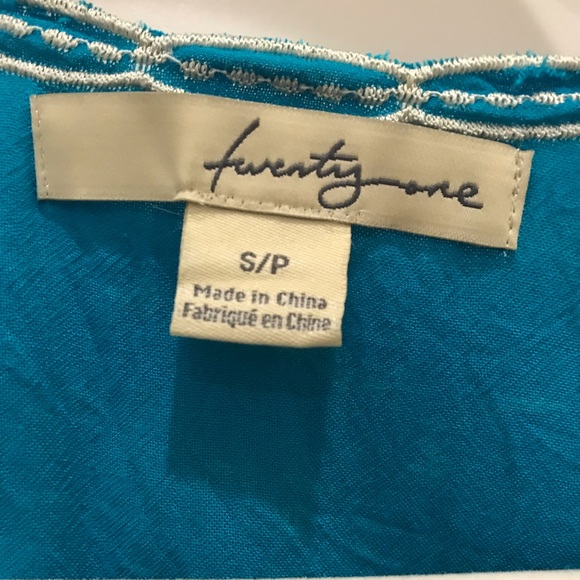 twenty one
S/P
Made in China
Fabriqué en Chine